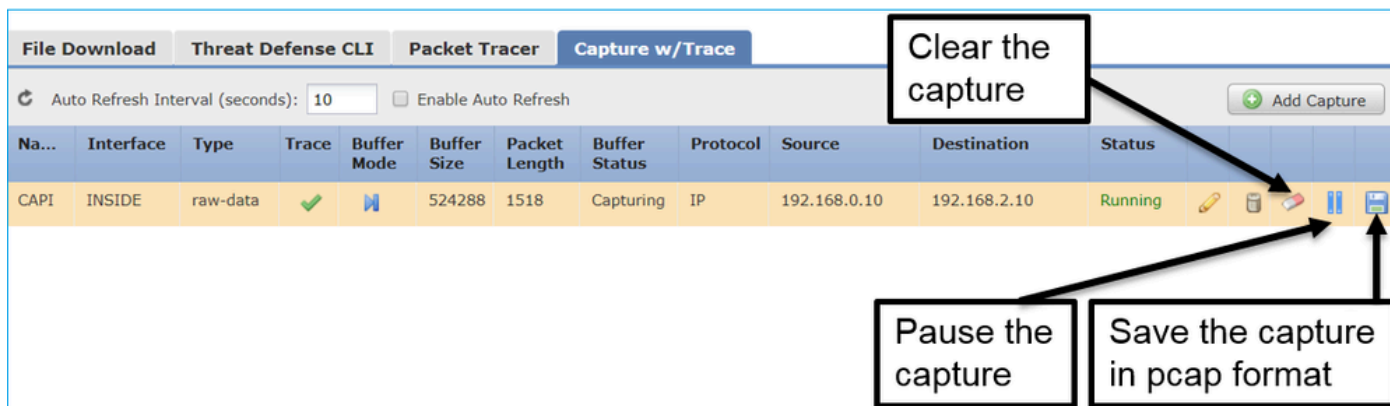 File Download Threat Defense CLI Packet Tracer Capture w/Trace
Clear the
capture
Auto Refresh Interval (seconds): 10 Enable Auto Refresh
Add Capture
Na... Interface Type Trace Buffer Mode Buffer Size Packet Length Buffer Status Protocol Source Destination Status
CAPI INSIDE raw-data 524288 1518 Capturing IP 192.168.0.10 192.168.2.10 Running
Pause the
capture
Save the capture
in pcap format